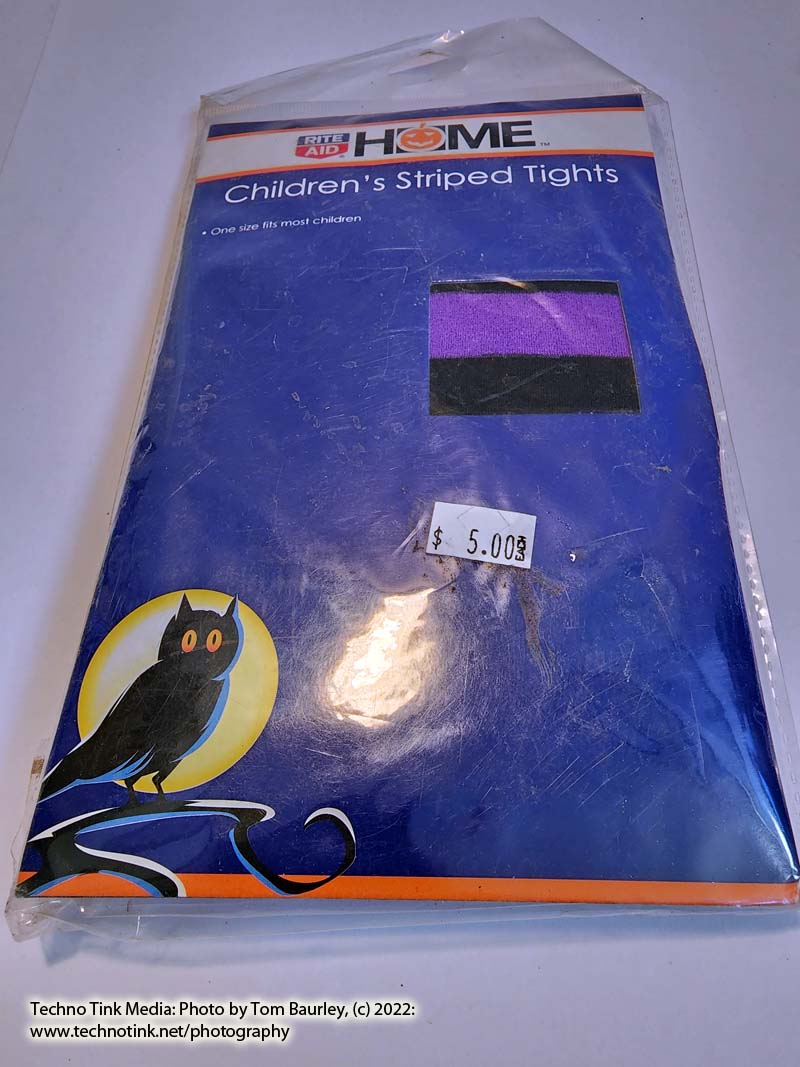 RITE AID HOME™
Children's Striped Tights
• One size fits most children
$ 5.00
Techno Tink Media: Photo by Tom Baurley, (c) 2022:
www.technotink.net/photography